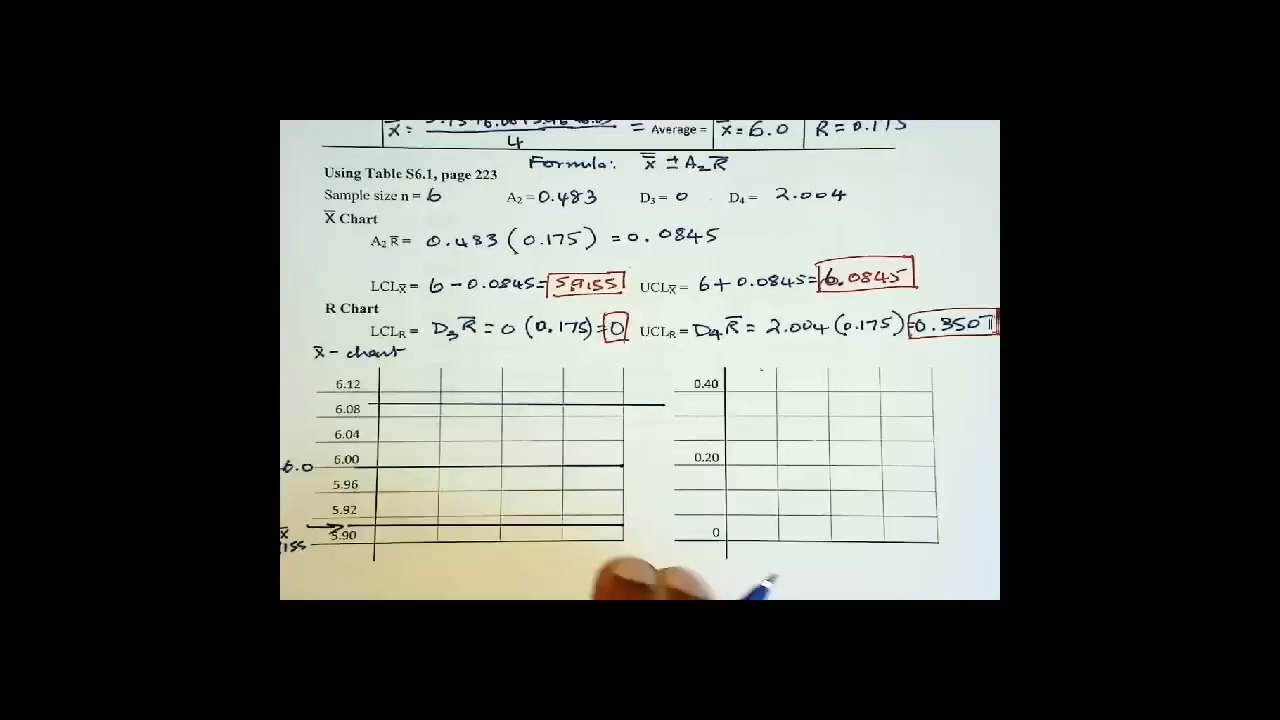 x̄ = 4 = Average = x̿ = 6.0 R̄ = 0.175
Formula: x̿ ± A₂R̄
Using Table S6.1, page 223
Sample size n = 6 A₂ = 0.483 D₃ = 0 D₄ = 2.004
X̄ Chart
A₂ R̄ = 0.483 (0.175) = 0.0845
LCLx̄ = 6 - 0.0845 = 5.9155 UCLx̄ = 6 + 0.0845 = 6.0845
R Chart
LCLR = D₃R̄ = 0 (0.175) = 0 UCLR = D₄R̄ = 2.004 (0.175) = 0.3507
x̄ - chart
6.12
6.08
6.04
6.0 6.00
5.96
5.92
x̄ 5.90
155
0.40
0.20
0